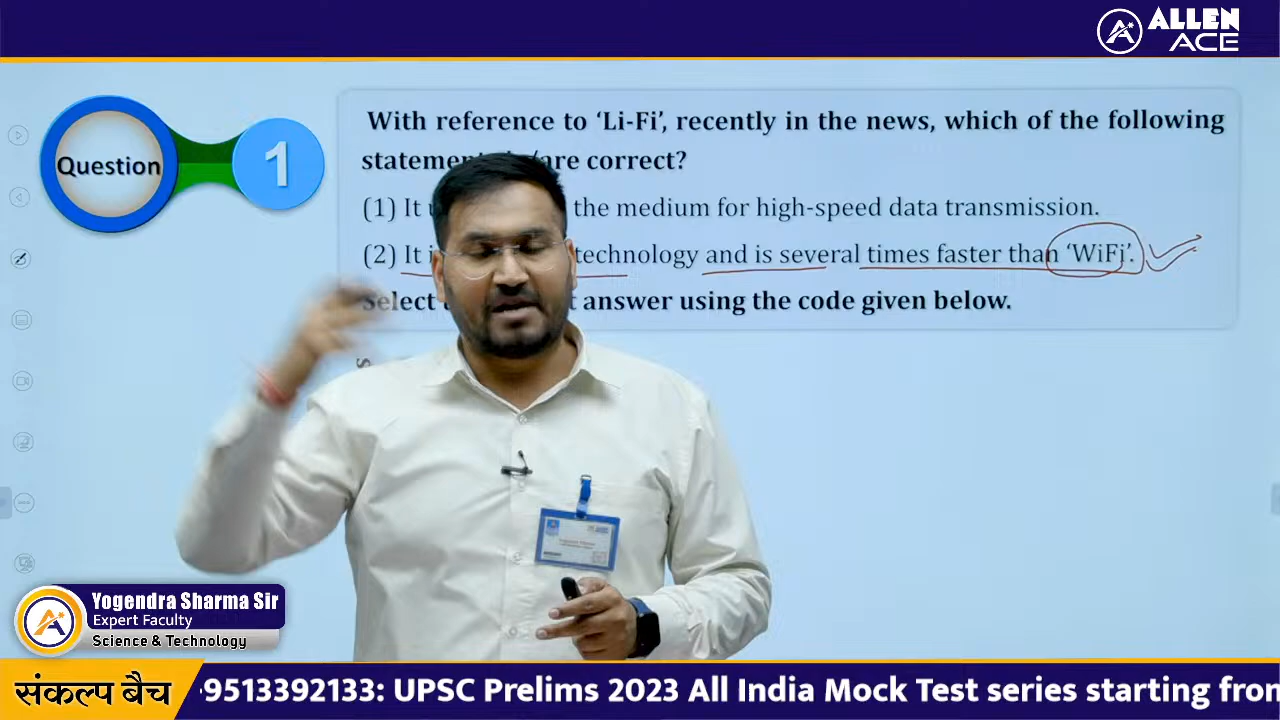 ALLEN
ACE
Question
1
With reference to ‘Li-Fi’, recently in the news, which of the following
are correct?
(1) It the medium for high-speed data transmission.
(2) It technology and is several times faster than ‘WiFi’.
Select answer using the code given below.
Yogendra Sharma Sir
Expert Faculty
Science & Technology
संकल्प बैच
-9513392133: UPSC Prelims 2023 All India Mock Test series starting from